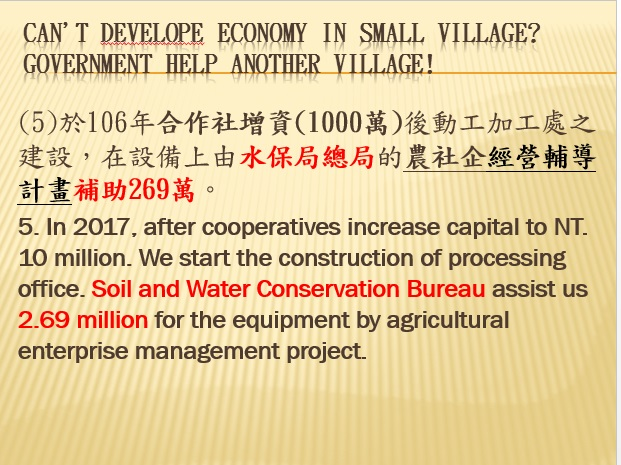 CAN'T DEVELOPE ECONOMY IN SMALL VILLAGE?
GOVERNMENT HELP ANOTHER VILLAGE!
(5)於106年合作社增資(1000萬)後動工加工處之
建設，在設備上由水保局總局的農社企經營輔導
計畫補助269萬。
5. In 2017, after cooperatives increase capital to NT.
10 million. We start the construction of processing
office. Soil and Water Conservation Bureau assist us
2.69 million for the equipment by agricultural
enterprise management project.